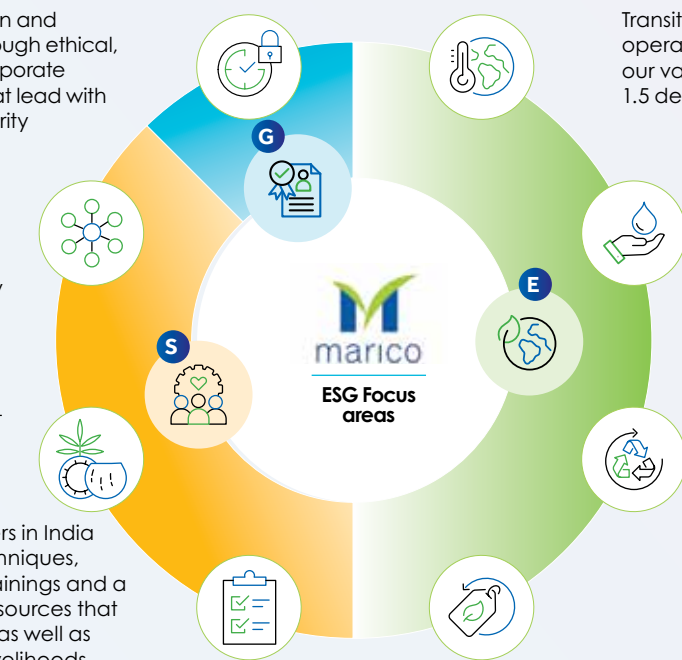 n and
ough ethical,
porate
at lead with
rity
Transit
opera
our va
1.5 de
G
E
S
marico
ESG Focus
areas
rs in India
hniques,
ainings and a
sources that
as well as
velihoods